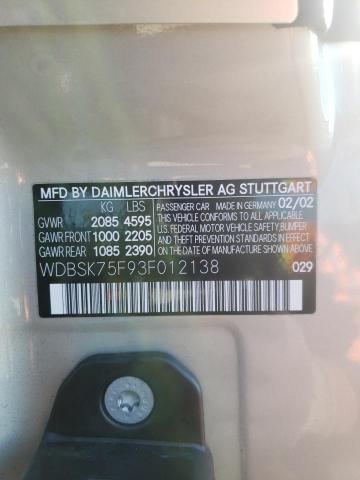 MFD BY DAIMLERCHRYSLER AG STUTTGART
KG LBS PASSENGER CAR MADE IN GERMANY 02/02
GVWR 2085 4595 THIS VEHICLE CONFORMS TO ALL APPLICABLE
GAWR FRONT 1000 2205 U.S. FEDERAL MOTOR VEHICLE SAFETY, BUMPER
GAWR REAR 1085 2390 AND THEFT PREVENTION STANDARDS IN EFFECT ON THE DATE OF MANUFACTURE SHOWN ABOVE.
WDBSK75F93F012138
029